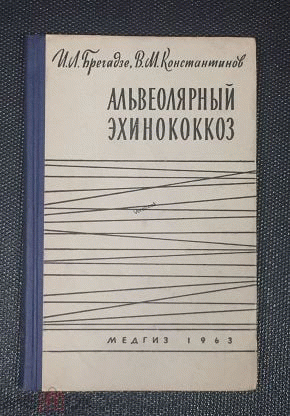 И.Л.Брегадзе, В.М.Константинов
АЛЬВЕОЛЯРНЫЙ
ЭХИНОКОККОЗ
МЕДГИЗ 1963